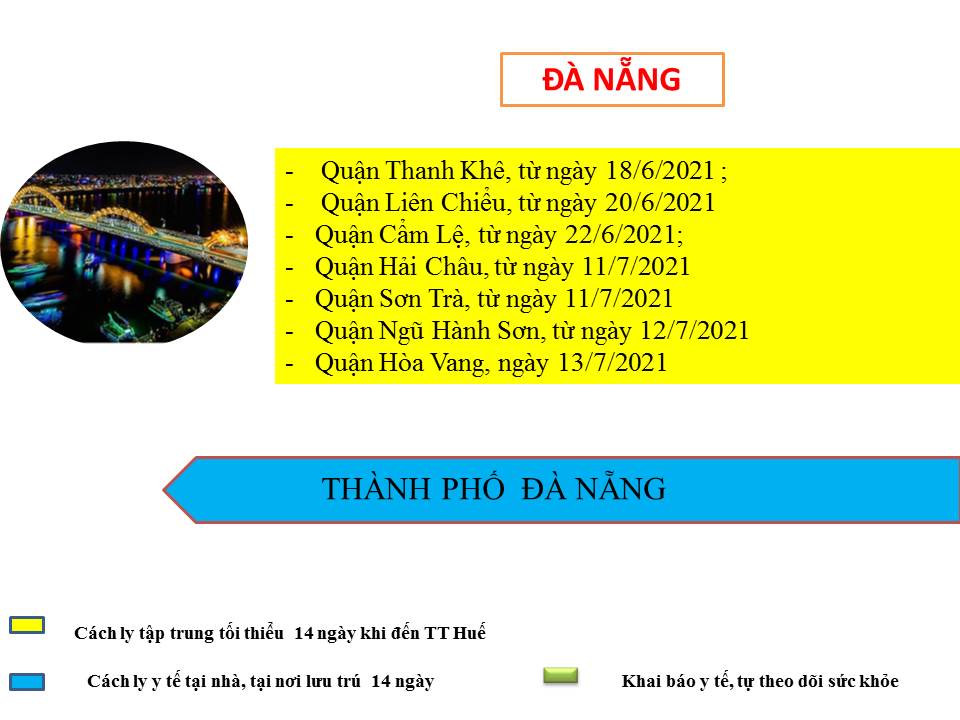 ĐÀ NẴNG
- Quận Thanh Khê, từ ngày 18/6/2021 ;
- Quận Liên Chiểu, từ ngày 20/6/2021
- Quận Cẩm Lệ, từ ngày 22/6/2021;
- Quận Hải Châu, từ ngày 11/7/2021
- Quận Sơn Trà, từ ngày 11/7/2021
- Quận Ngũ Hành Sơn, từ ngày 12/7/2021
- Quận Hòa Vang, ngày 13/7/2021
THÀNH PHỐ ĐÀ NẴNG
Cách ly tập trung tối thiểu 14 ngày khi đến TT Huế
Cách ly y tế tại nhà, tại nơi lưu trú 14 ngày
Khai báo y tế, tự theo dõi sức khỏe